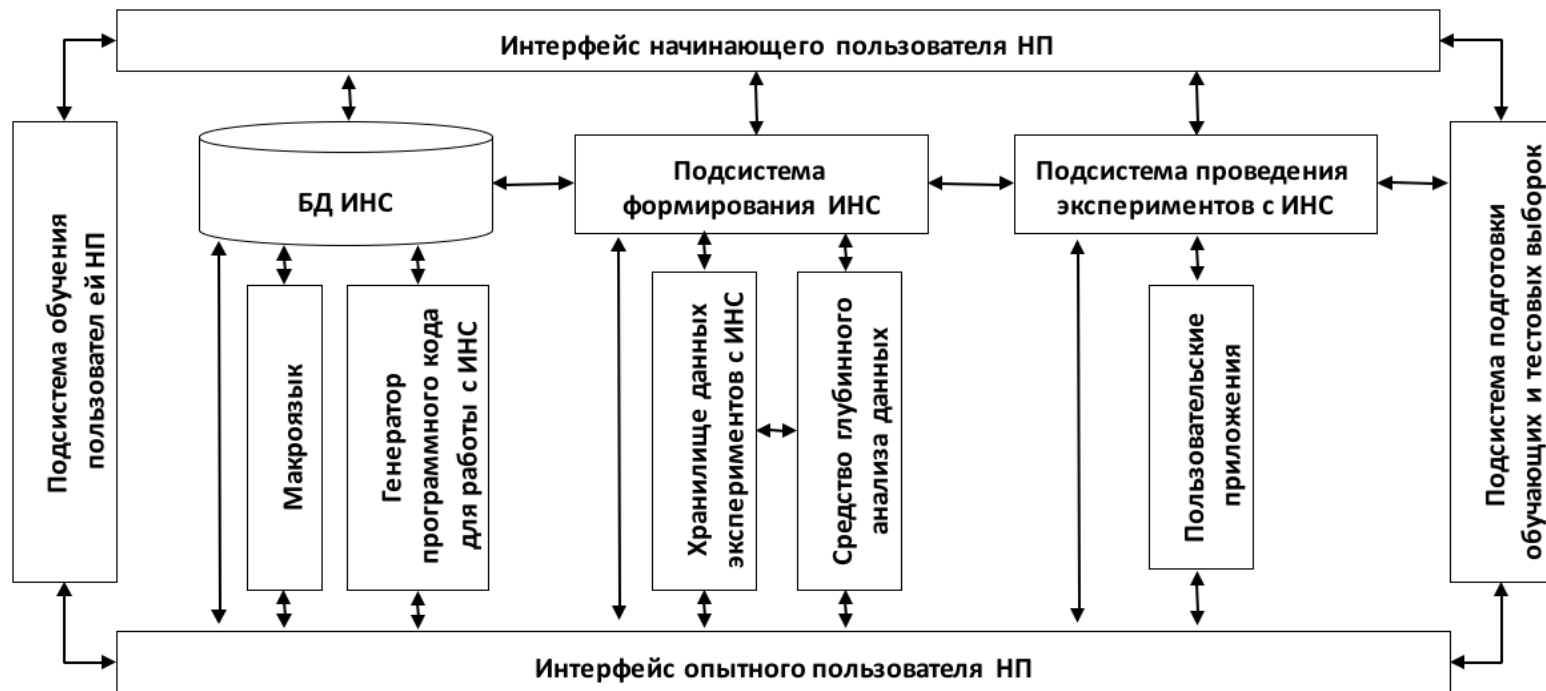 Интерфейс начинающего пользователя НП
Подсистема обучения
пользовател ей НП
БД ИНС
Подсистема
формирования ИНС
Подсистема проведения
экспериментов с ИНС
Подсистема подготовки
обучающих и тестовых выборок
Макроязык
Генератор
программного кода
для работы с ИНС
Хранилище данных
экспериментов с ИНС
Средство глубинного
анализа данных
Пользовательские
приложения
Интерфейс опытного пользователя НП